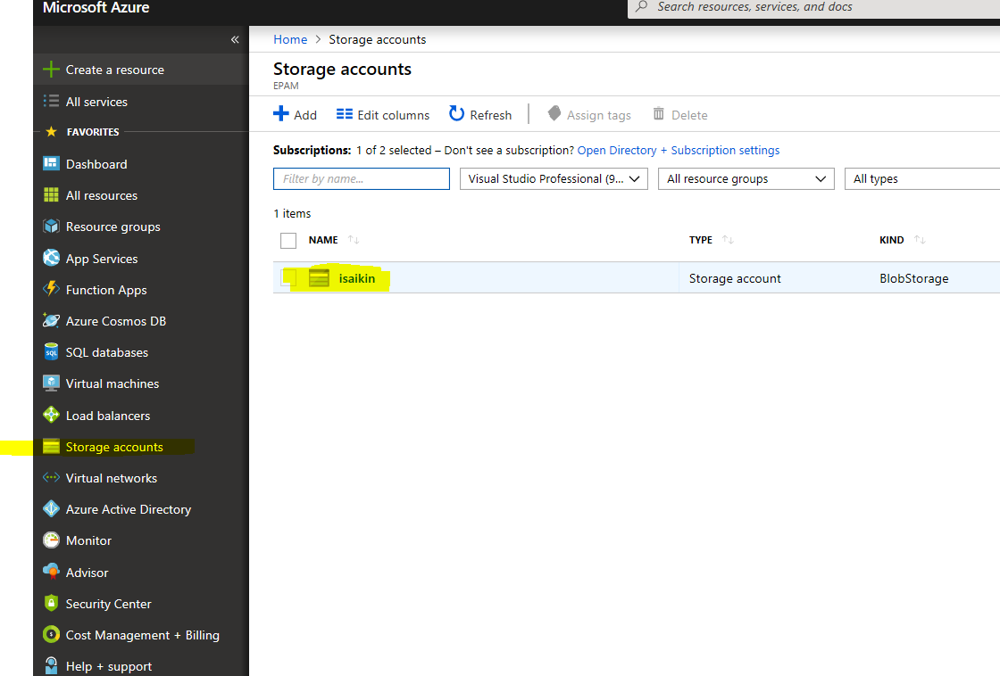 Microsoft Azure
Search resources, services, and docs
«
Create a resource
All services
FAVORITES
Dashboard
All resources
Resource groups
App Services
Function Apps
Azure Cosmos DB
SQL databases
Virtual machines
Load balancers
Storage accounts
Virtual networks
Azure Active Directory
Monitor
Advisor
Security Center
Cost Management + Billing
Help + support
Home > Storage accounts
Storage accounts
EPAM
Add Edit columns Refresh Assign tags Delete
Subscriptions: 1 of 2 selected – Don't see a subscription? Open Directory + Subscription settings
Filter by name... Visual Studio Professional (9... All resource groups All types
1 items
NAME ↑↓ TYPE ↑↓ KIND ↑↓
isaikin Storage account BlobStorage